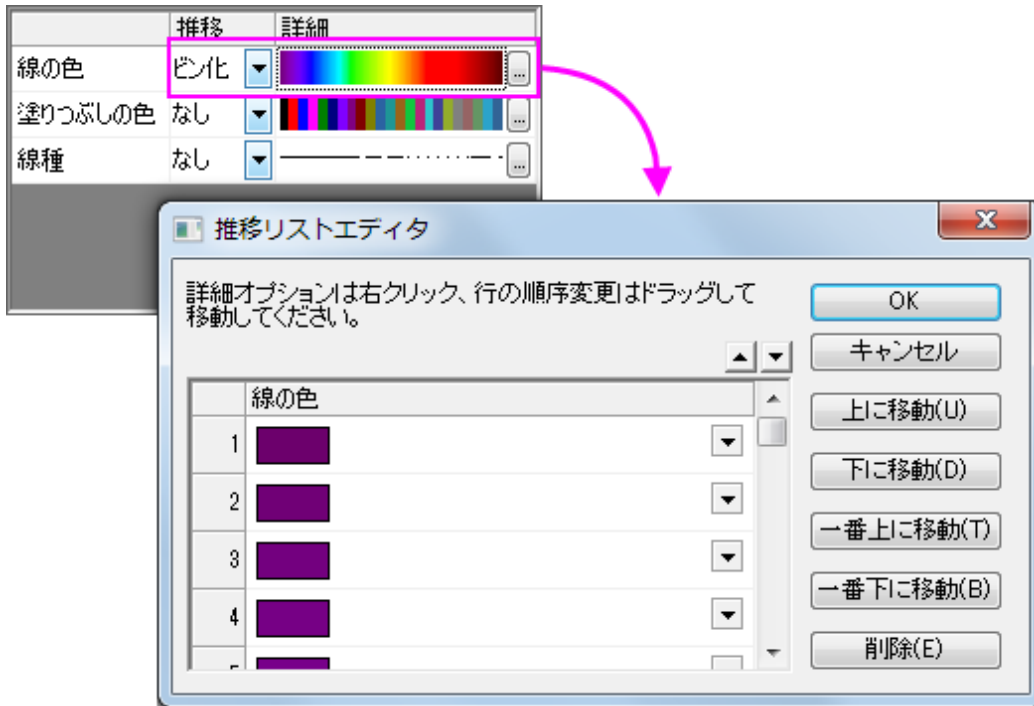 推移 詳細
線の色 ビン化 ...
塗りつぶしの色 なし ...
線種 なし ...
推移リストエディタ
詳細オプションは右クリック、行の順序変更はドラッグして
移動してください。
線の色
1
2
3
4
OK
キャンセル
上に移動(U)
下に移動(D)
一番上に移動(T)
一番下に移動(B)
削除(E)